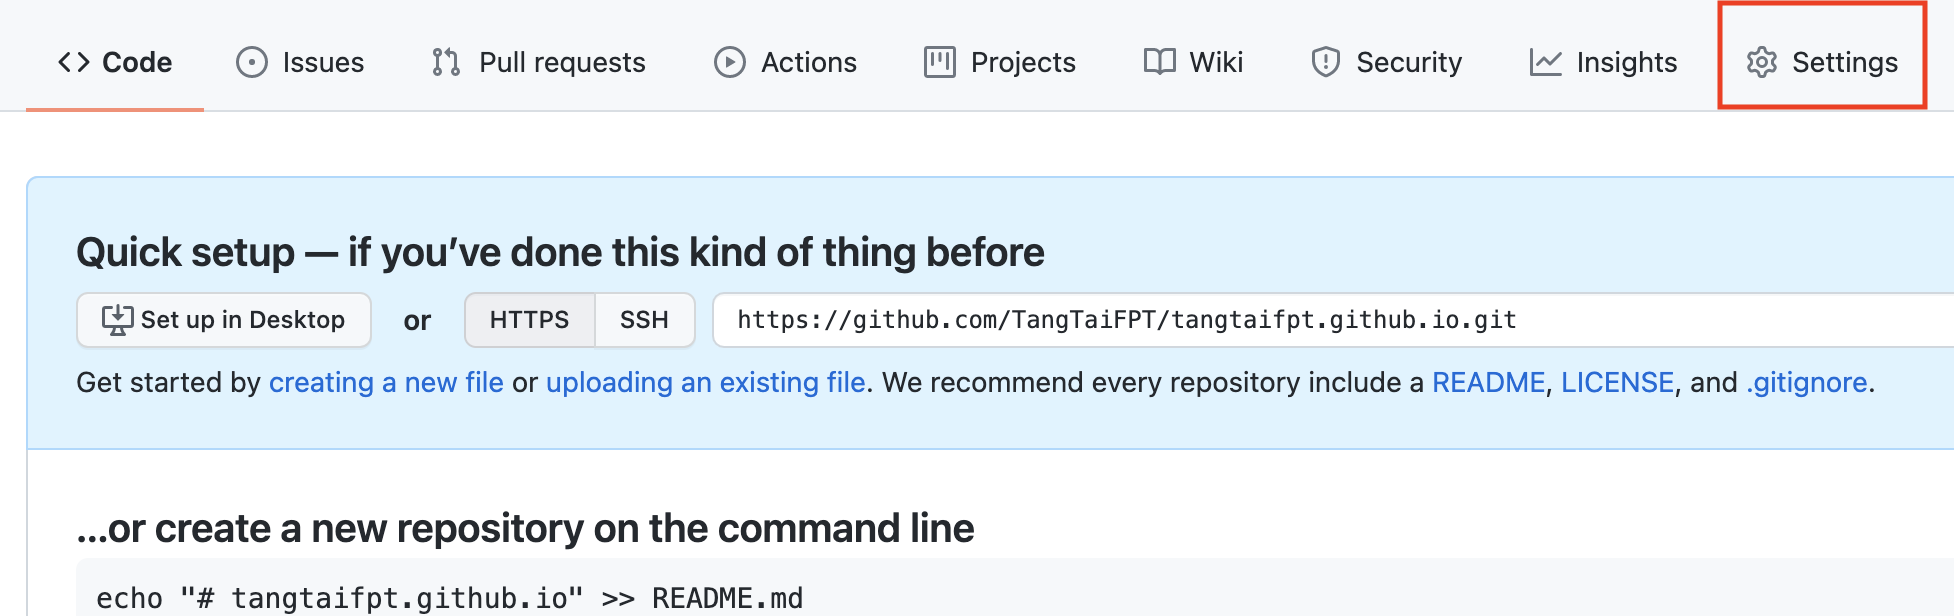 Code Issues Pull requests Actions Projects Wiki Security Insights Settings
Quick setup — if you’ve done this kind of thing before
Set up in Desktop or HTTPS SSH https://github.com/TangTaiFPT/tangtaifpt.github.io.git
Get started by creating a new file or uploading an existing file. We recommend every repository include a README, LICENSE, and .gitignore.
...or create a new repository on the command line
echo "# tangtaifpt.github.io" >> README.md